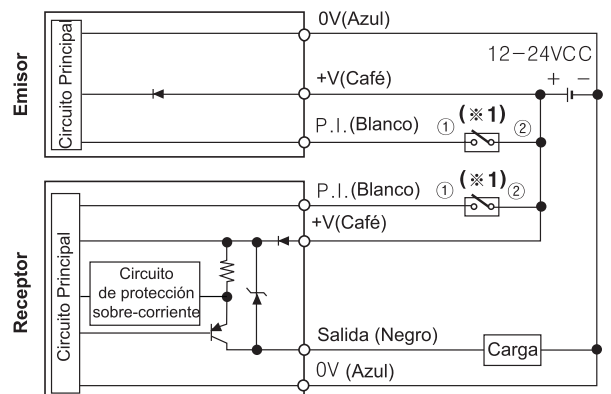 Emisor
Circuito Principal
0V(Azul)
12-24VCC
+ −
+V(Café)
P.I.(Blanco)
① (※1) ②
Receptor
Circuito Principal
P.I.(Blanco)
① (※1) ②
+V(Café)
Circuito
de protección
sobre-corriente
Salida (Negro)
Carga
0V (Azul)